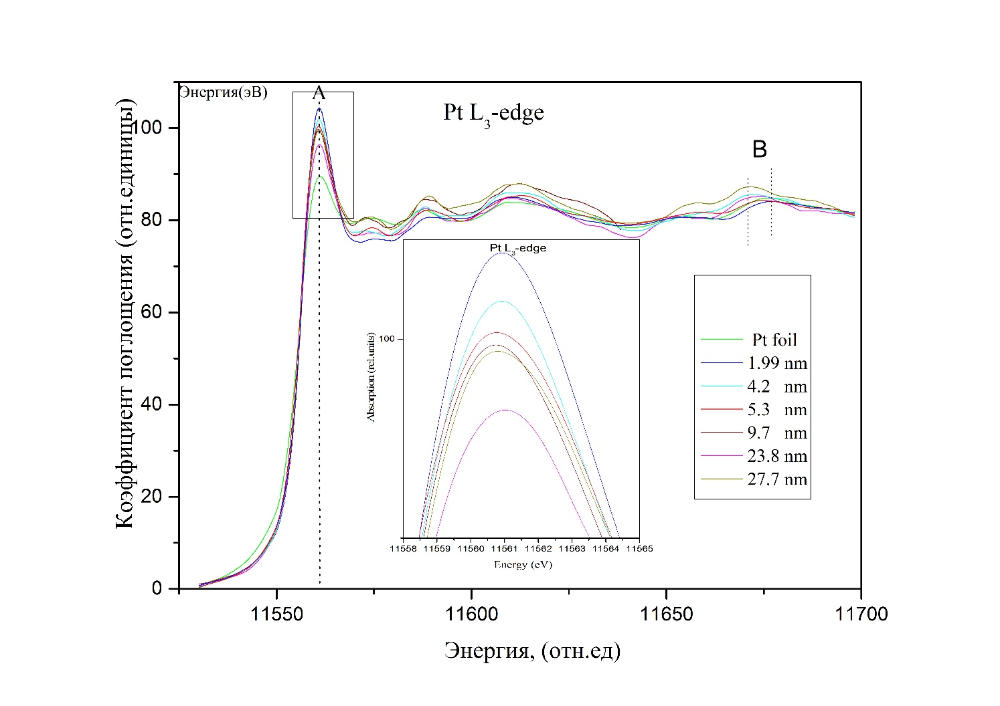 Энергия(эВ)
A
Pt L3-edge
B
Коэффициент поглощения (отн.единицы)
100
80
60
40
20
0
Pt L3-edge
Absorption (rel.units)
100
11558 11559 11560 11561 11562 11563 11564 11565
Energy (eV)
Pt foil
1.99 nm
4.2 nm
5.3 nm
9.7 nm
23.8 nm
27.7 nm
11550 11600 11650 11700
Энергия, (отн.ед)